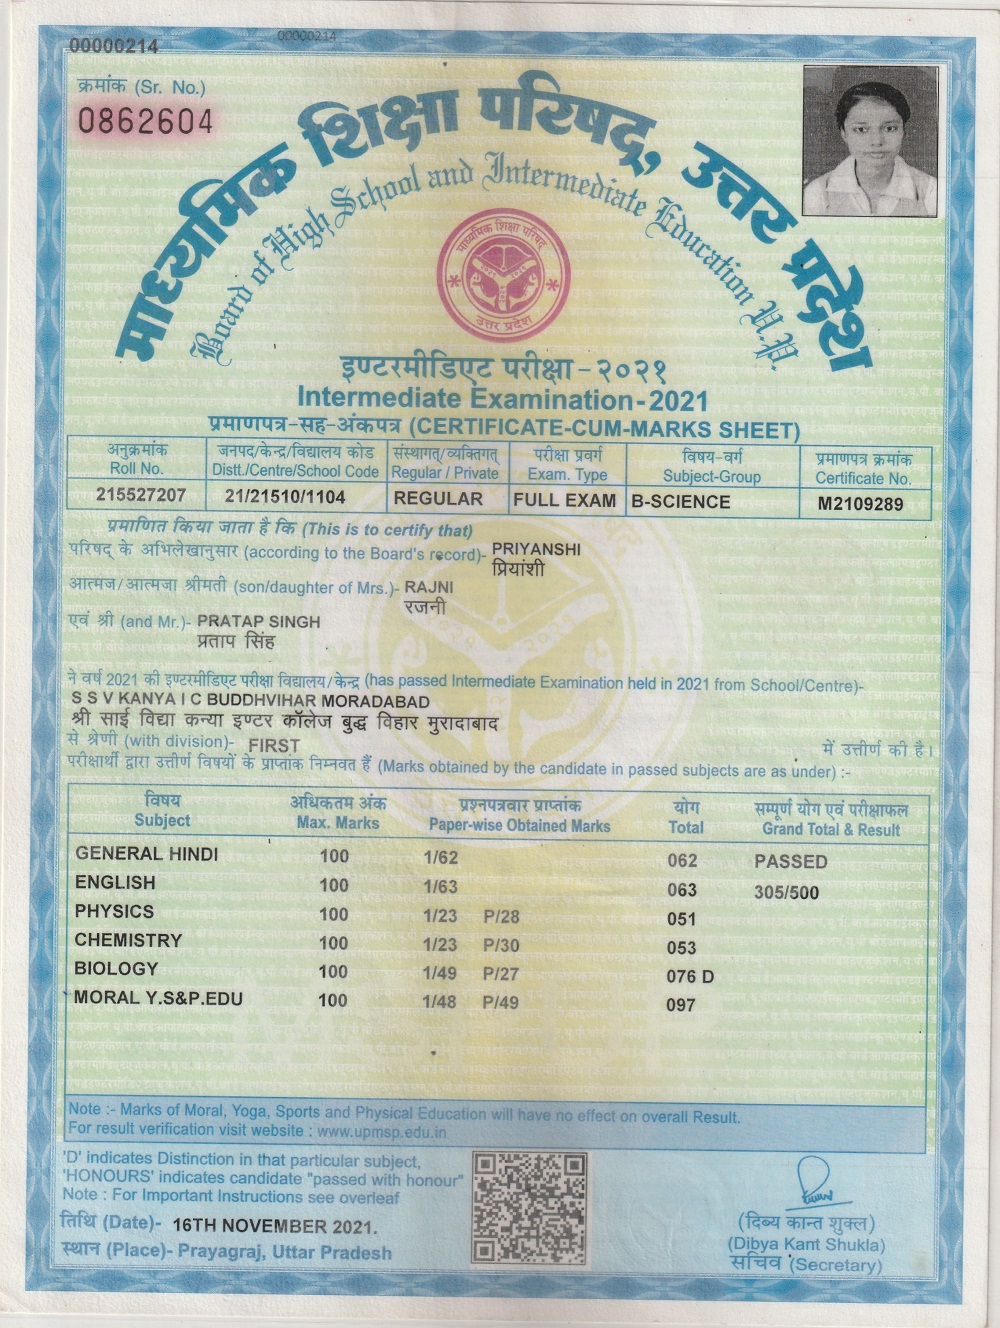 00000214
00000214
क्रमांक (Sr. No.)
0862604
माध्यमिक शिक्षा परिषद्, उत्तर प्रदेश
Board of High School and Intermediate Education U.P.
माध्यमिक शिक्षा परिषद्
उत्तर प्रदेश
इण्टरमीडिएट परीक्षा - २०२१
Intermediate Examination - 2021
प्रमाणपत्र-सह-अंकपत्र (CERTIFICATE-CUM-MARKS SHEET)
अनुक्रमांक जनपद/केन्द्र/विद्यालय कोड संस्थागत्/व्यक्तिगत् परीक्षा प्रवर्ग विषय-वर्ग प्रमाणपत्र क्रमांक
Roll No. Distt./Centre/School Code Regular / Private Exam. Type Subject-Group Certificate No.
215527207 21/21510/1104 REGULAR FULL EXAM B-SCIENCE M2109289
प्रमाणित किया जाता है कि (This is to certify that)
परिषद के अभिलेखानुसार (according to the Board's record)- PRIYANSHI
प्रियांशी
आत्मज/आत्मजा श्रीमती (son/daughter of Mrs.)- RAJNI
रजनी
एवं श्री (and Mr.)- PRATAP SINGH
प्रताप सिंह
ने वर्ष 2021 की इण्टरमीडिएट परीक्षा विद्यालय/केन्द्र (has passed Intermediate Examination held in 2021 from School/Centre)-
S S V KANYA I C BUDDHVIHAR MORADABAD
श्री साई विद्या कन्या इण्टर कॉलेज बुद्ध विहार मुरादाबाद
से श्रेणी (with division)- FIRST में उत्तीर्ण की है।
परीक्षार्थी द्वारा उत्तीर्ण विषयों के प्राप्तांक निम्नवत हैं (Marks obtained by the candidate in passed subjects are as under) :-
विषय अधिकतम अंक प्रश्नपत्रवार प्राप्तांक योग सम्पूर्ण योग एवं परीक्षाफल
Subject Max. Marks Paper-wise Obtained Marks Total Grand Total & Result
GENERAL HINDI 100 1/62 062 PASSED
ENGLISH 100 1/63 063 305/500
PHYSICS 100 1/23 P/28 051
CHEMISTRY 100 1/23 P/30 053
BIOLOGY 100 1/49 P/27 076 D
MORAL Y.S&P.EDU 100 1/48 P/49 097
Note :- Marks of Moral, Yoga, Sports and Physical Education will have no effect on overall Result.
For result verification visit website : www.upmsp.edu.in
'D' indicates Distinction in that particular subject,
'HONOURS' indicates candidate "passed with honour"
Note : For Important Instructions see overleaf
तिथि (Date)- 16TH NOVEMBER 2021.
स्थान (Place)- Prayagraj, Uttar Pradesh
(दिब्य कान्त शुक्ल)
(Dibya Kant Shukla)
सचिव (Secretary)